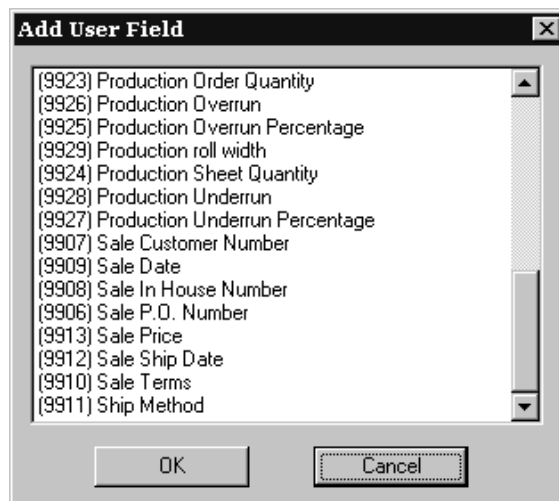 Add User Field
(9923) Production Order Quantity
(9926) Production Overrun
(9925) Production Overrun Percentage
(9929) Production roll width
(9924) Production Sheet Quantity
(9928) Production Underrun
(9927) Production Underrun Percentage
(9907) Sale Customer Number
(9909) Sale Date
(9908) Sale In House Number
(9906) Sale P.O. Number
(9913) Sale Price
(9912) Sale Ship Date
(9910) Sale Terms
(9911) Ship Method
OK Cancel